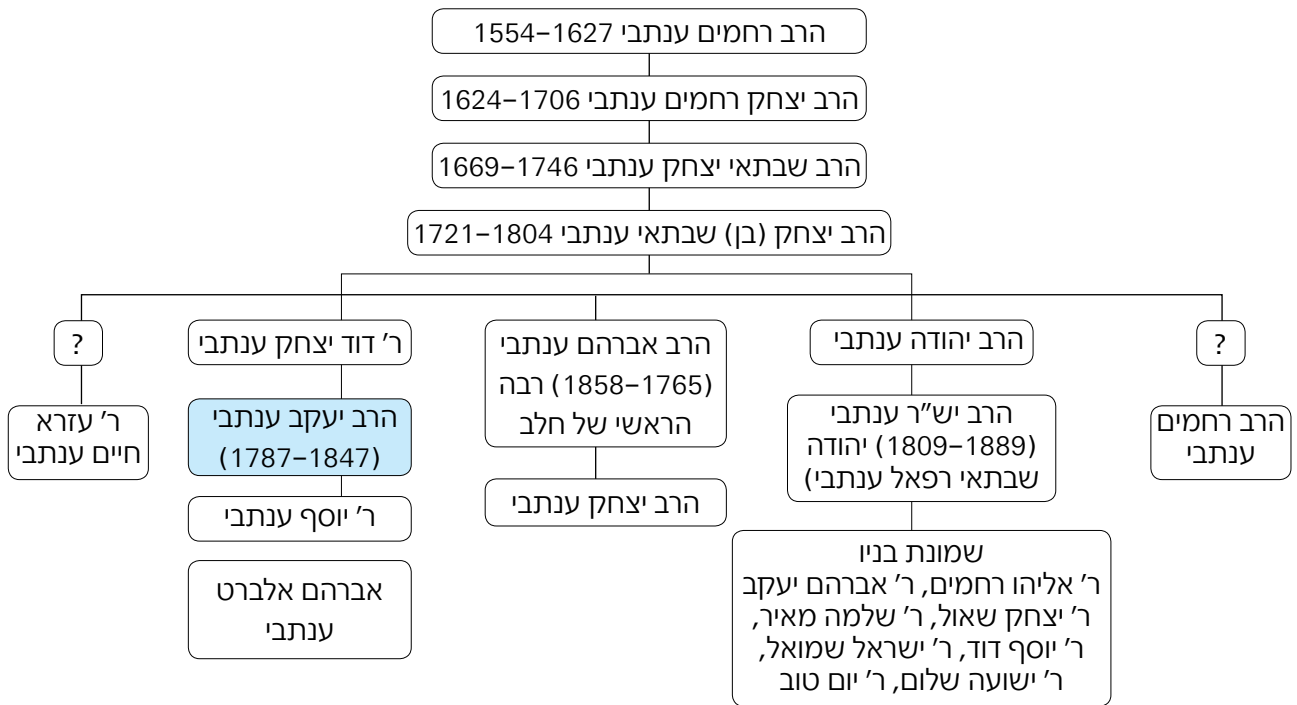 הרב רחמים ענתבי 1554–1627
הרב יצחק רחמים ענתבי 1624–1706
הרב שבתאי יצחק ענתבי 1669–1746
הרב יצחק (בן) שבתאי ענתבי 1721–1804
?
הרב יהודה ענתבי
הרב אברהם ענתבי
(1765–1858) רבה
הראשי של חלב
ר' דוד יצחק ענתבי
?
הרב רחמים
ענתבי
הרב יש"ר ענתבי
(1809–1889) יהודה
שבתאי רפאל ענתבי)
הרב יצחק ענתבי
הרב יעקב ענתבי
(1787–1847)
ר' עזרא
חיים ענתבי
ר' יוסף ענתבי
שמונת בניו
ר' אליהו רחמים, ר' אברהם יעקב
ר' יצחק שאול, ר' שלמה מאיר,
ר' יוסף דוד, ר' ישראל שמואל,
ר' ישועה שלום, ר' יום טוב
אברהם אלברט
ענתבי